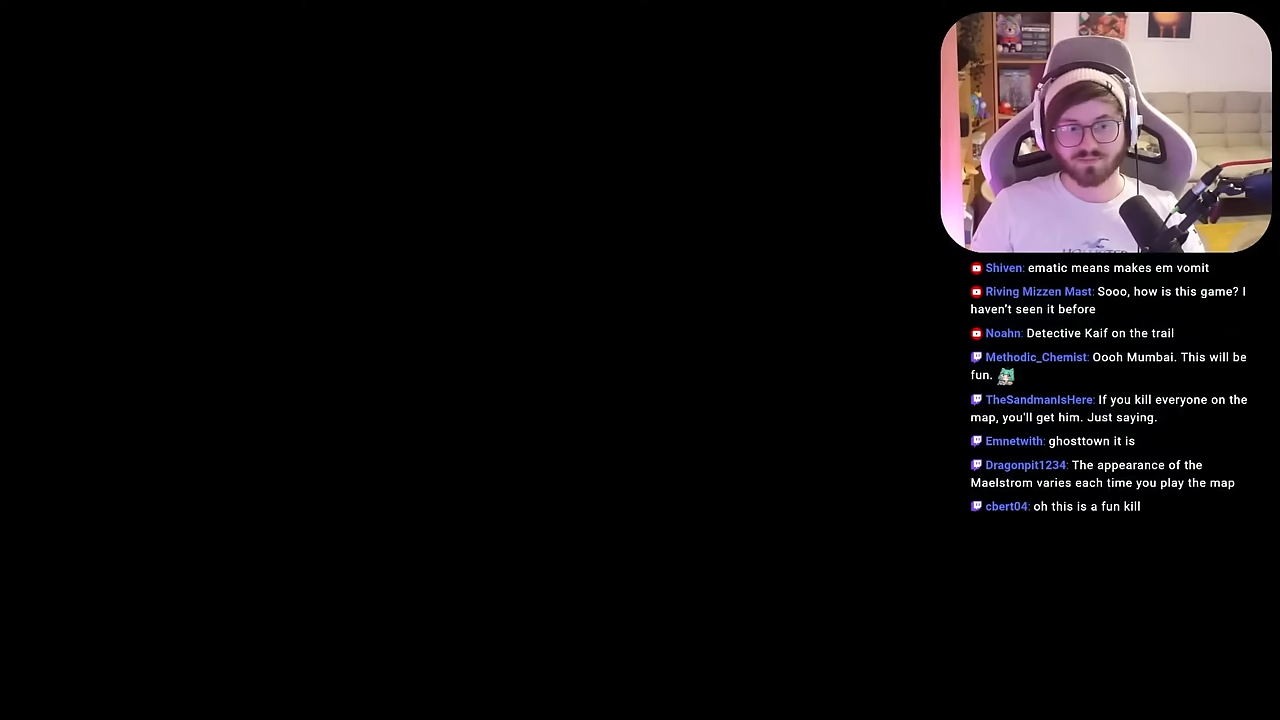 HOLLISTER
Shiven: ematic means makes em vomit
Riving Mizzen Mast: Sooo, how is this game? I
haven't seen it before
Noahn: Detective Kaif on the trail
Methodic_Chemist: Oooh Mumbai. This will be
fun.
TheSandmanIsHere: If you kill everyone on the
map, you'll get him. Just saying.
Emnetwith: ghosttown it is
Dragonpit1234: The appearance of the
Maelstrom varies each time you play the map
cbert04: oh this is a fun kill